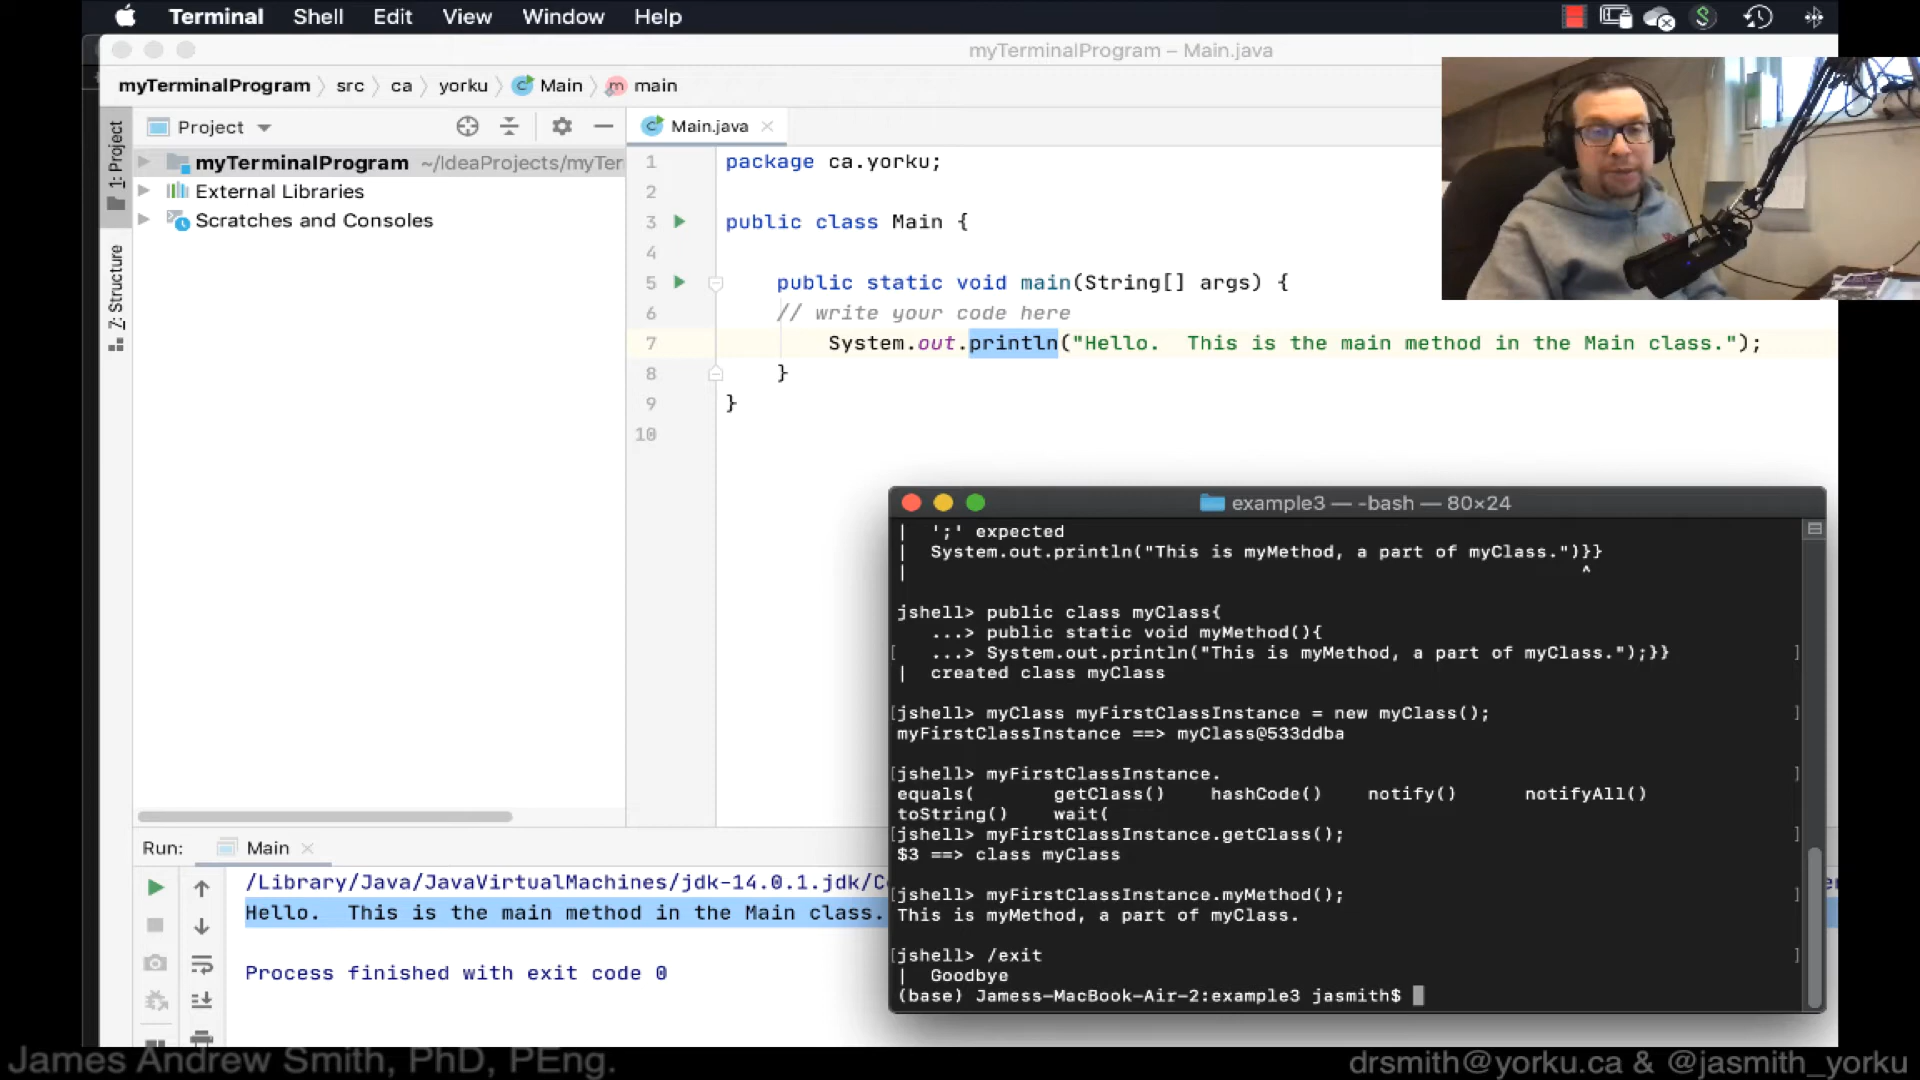 Terminal Shell Edit View Window Help
myTerminalProgram – Main.java
myTerminalProgram src ca yorku Main main
Project
Main.java
1: Project
Z: Structure
myTerminalProgram ~/IdeaProjects/myTer
External Libraries
Scratches and Consoles
1 package ca.yorku;
2
3 public class Main {
4
5 public static void main(String[] args) {
6 // write your code here
7 System.out.println("Hello.  This is the main method in the Main class.");
8 }
9 }
10
example3 — -bash — 80×24
| ';' expected
| System.out.println("This is myMethod, a part of myClass.")}}
| ^
jshell> public class myClass{
...> public static void myMethod(){
[ ...> System.out.println("This is myMethod, a part of myClass.");}} ]
| created class myClass
[jshell> myClass myFirstClassInstance = new myClass(); ]
myFirstClassInstance ==> myClass@533ddba
[jshell> myFirstClassInstance. ]
equals( getClass() hashCode() notify() notifyAll()
toString() wait(
[jshell> myFirstClassInstance.getClass(); ]
$3 ==> class myClass
[jshell> myFirstClassInstance.myMethod(); ]
This is myMethod, a part of myClass.
[jshell> /exit ]
| Goodbye
(base) Jamess-MacBook-Air-2:example3 jasmith$
Run: Main
/Library/Java/JavaVirtualMachines/jdk-14.0.1.jdk/C
Hello.  This is the main method in the Main class.
Process finished with exit code 0
James Andrew Smith, PhD, PEng.
drsmith@yorku.ca & @jasmith_yorku